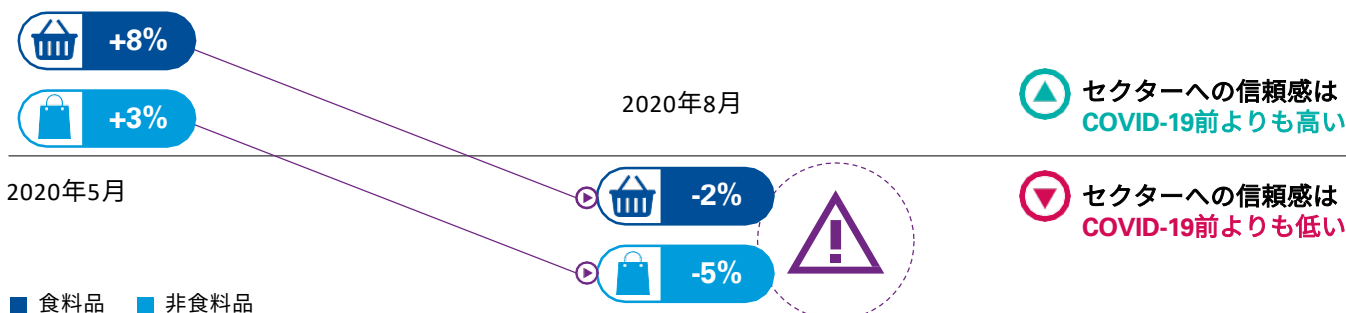 +8%
+3%
2020年8月
セクターへの信頼感は
COVID-19前よりも高い
2020年5月
-2%
-5%
セクターへの信頼感は
COVID-19前よりも低い
食料品 非食料品